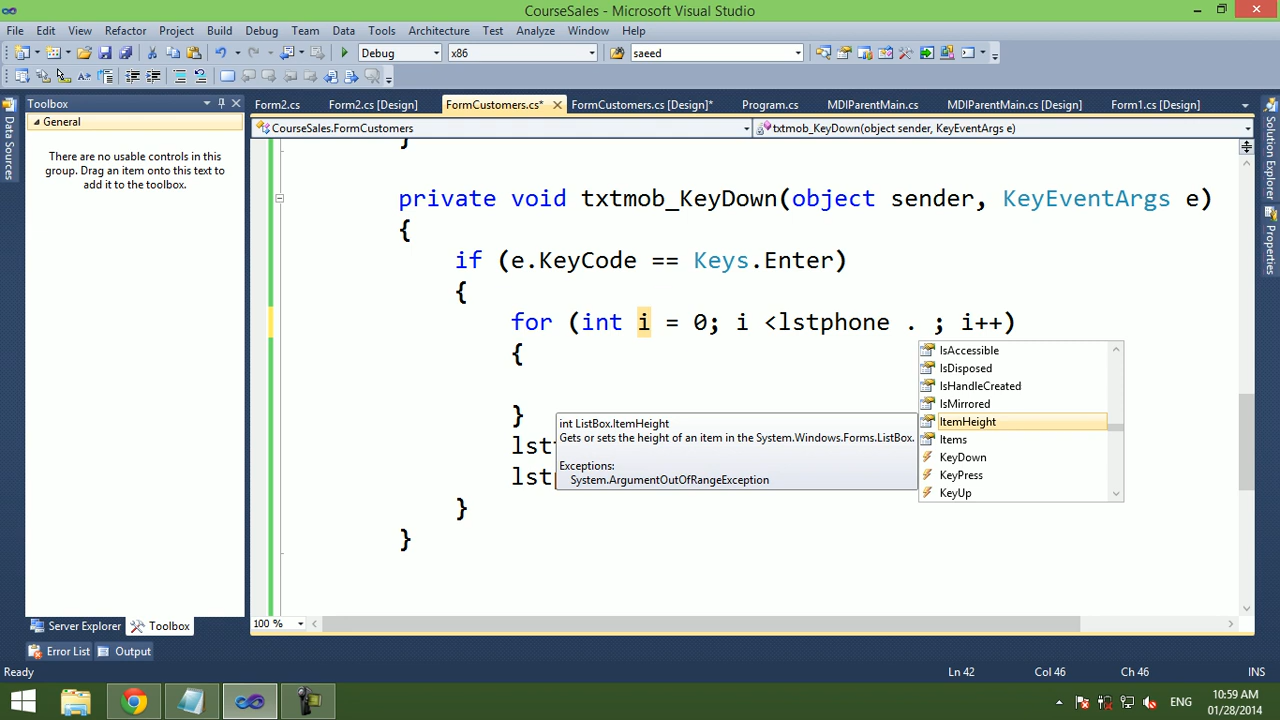 CourseSales - Microsoft Visual Studio
File Edit View Refactor Project Build Debug Team Data Tools Architecture Test Analyze Window Help
Debug x86 saeed
Toolbox
Form2.cs Form2.cs [Design] FormCustomers.cs* FormCustomers.cs [Design]* Program.cs MDIParentMain.cs MDIParentMain.cs [Design] Form1.cs [Design]
General
CourseSales.FormCustomers
txtmob_KeyDown(object sender, KeyEventArgs e)
Data Sources
Solution Explorer
Properties
There are no usable controls in this
group. Drag an item onto this text to
add it to the toolbox.
}
private void txtmob_KeyDown(object sender, KeyEventArgs e)
{
if (e.KeyCode == Keys.Enter)
{
for (int i = 0; i <lstphone . ; i++)
{
}
lst
lst
}
}
IsAccessible
IsDisposed
IsHandleCreated
IsMirrored
ItemHeight
Items
KeyDown
KeyPress
KeyUp
int ListBox.ItemHeight
Gets or sets the height of an item in the System.Windows.Forms.ListBox.
Exceptions:
System.ArgumentOutOfRangeException
100 %
Server Explorer Toolbox
Error List Output
Ready Ln 42 Col 46 Ch 46 INS
ENG
10:59 AM
01/28/2014